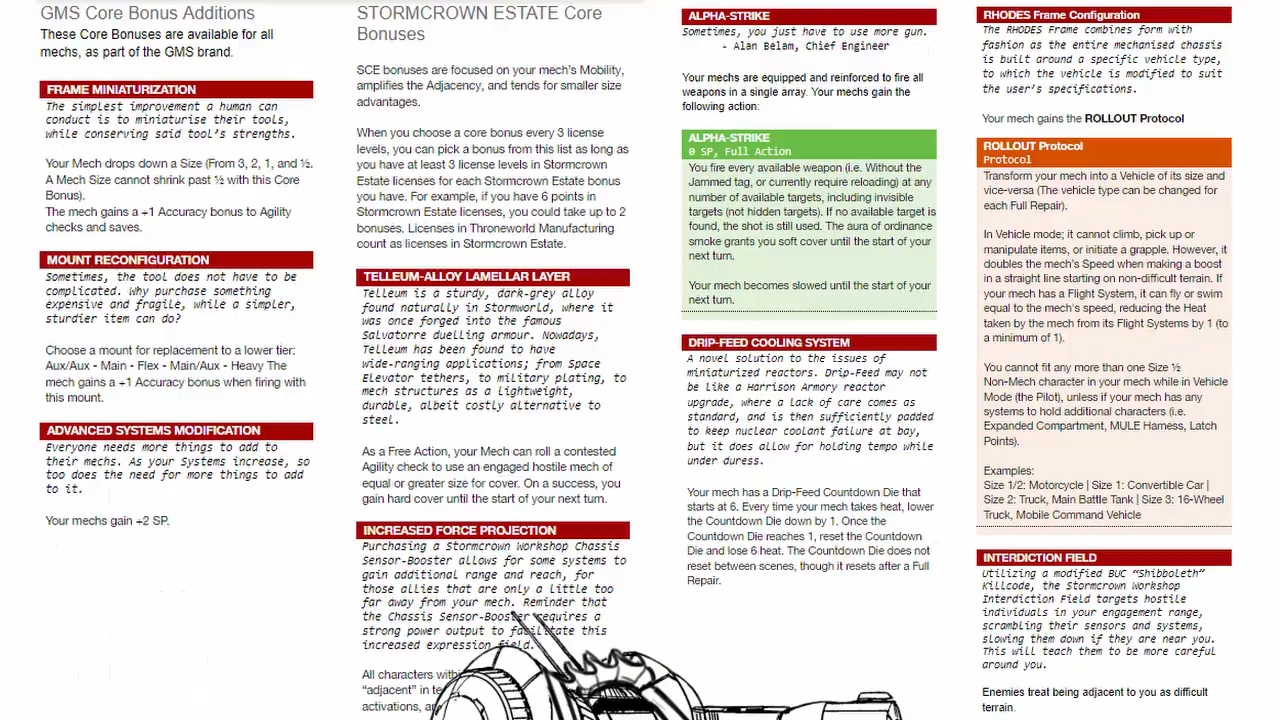 GMS Core Bonus Additions
These Core Bonuses are available for all
mechs, as part of the GMS brand.
FRAME MINIATURIZATION
The simplest improvement a human can
conduct is to miniaturise their tools,
while conserving said tool's strengths.
Your Mech drops down a Size (From 3, 2, 1, and ½.
A Mech Size cannot shrink past ½ with this Core
Bonus).
The mech gains a +1 Accuracy bonus to Agility
checks and saves.
MOUNT RECONFIGURATION
Sometimes, the tool does not have to be
complicated. Why purchase something
expensive and fragile, while a simpler,
sturdier item can do?
Choose a mount for replacement to a lower tier:
Aux/Aux - Main - Flex - Main/Aux - Heavy The
mech gains a +1 Accuracy bonus when firing with
this mount.
ADVANCED SYSTEMS MODIFICATION
Everyone needs more things to add to
their mechs. As your Systems increase, so
too does the need for more things to add
to it.
Your mechs gain +2 SP.
STORMCROWN ESTATE Core
Bonuses
SCE bonuses are focused on your mech's Mobility,
amplifies the Adjacency, and tends for smaller size
advantages.
When you choose a core bonus every 3 license
levels, you can pick a bonus from this list as long as
you have at least 3 license levels in Stormcrown
Estate licenses for each Stormcrown Estate bonus
you have. For example, if you have 6 points in
Stormcrown Estate licenses, you could take up to 2
bonuses. Licenses in Throneworld Manufacturing
count as licenses in Stormcrown Estate.
TELLEUM-ALLOY LAMELLAR LAYER
Telleum is a sturdy, dark-grey alloy
found naturally in Stormworld, where it
was once forged into the famous
Salvatorre duelling armour. Nowadays,
Telleum has been found to have
wide-ranging applications; from Space
Elevator tethers, to military plating, to
mech structures as a lightweight,
durable, albeit costly alternative to
steel.
As a Free Action, your Mech can roll a contested
Agility check to use an engaged hostile mech of
equal or greater size for cover. On a success, you
gain hard cover until the start of your next turn.
INCREASED FORCE PROJECTION
Purchasing a Stormcrown Workshop Chassis
Sensor-Booster allows for some systems to
gain additional range and reach, for
those allies that are only a little too
far away from your mech. Reminder that
the Chassis Sensor-Booster requires a
strong power output to facilitate this
increased expression field.
All characters
"adjacent" in
activations,
ALPHA-STRIKE
Sometimes, you just have to use more gun.
- Alan Belam, Chief Engineer
Your mechs are equipped and reinforced to fire all
weapons in a single array. Your mechs gain the
following action:
ALPHA-STRIKE
0 SP, Full Action
You fire every available weapon (i.e. Without the
Jammed tag, or currently require reloading) at any
number of available targets, including invisible
targets (not hidden targets). If no available target is
found, the shot is still used. The aura of ordinance
smoke grants you soft cover until the start of your
next turn.
Your mech becomes slowed until the start of your
next turn.
DRIP-FEED COOLING SYSTEM
A novel solution to the issues of
miniaturized reactors. Drip-Feed may not
be like a Harrison Armory reactor
upgrade, where a lack of care comes as
standard, and is then sufficiently padded
to keep nuclear coolant failure at bay,
but it does allow for holding tempo while
under duress.
Your mech has a Drip-Feed Countdown Die that
starts at 6. Every time your mech takes heat, lower
the Countdown Die down by 1. Once the
Countdown Die reaches 1, reset the Countdown
Die and lose 6 heat. The Countdown Die does not
reset between scenes, though it resets after a Full
Repair.
RHODES Frame Configuration
The RHODES Frame combines form with
fashion as the entire mechanised chassis
is built around a specific vehicle type,
to which the vehicle is modified to suit
the user's specifications.
Your mech gains the ROLLOUT Protocol
ROLLOUT Protocol
Protocol
Transform your mech into a Vehicle of its size and
vice-versa (The vehicle type can be changed for
each Full Repair).
In Vehicle mode; it cannot climb, pick up or
manipulate items, or initiate a grapple. However, it
doubles the mech's Speed when making a boost
in a straight line starting on non-difficult terrain. If
your mech has a Flight System, it can fly or swim
equal to the mech's speed, reducing the Heat
taken by the mech from its Flight Systems by 1 (to
a minimum of 1).
You cannot fit any more than one Size ½
Non-Mech character in your mech while in Vehicle
Mode (the Pilot), unless if your mech has any
systems to hold additional characters (i.e.
Expanded Compartment, MULE Harness, Latch
Points).
Examples:
Size 1/2: Motorcycle | Size 1: Convertible Car |
Size 2: Truck, Main Battle Tank | Size 3: 16-Wheel
Truck, Mobile Command Vehicle
INTERDICTION FIELD
Utilizing a modified BUC "Shibboleth"
Killcode, the Stormcrown Workshop
Interdiction Field targets hostile
individuals in your engagement range,
scrambling their sensors and systems,
slowing them down if they are near you.
This will teach them to be more careful
around you.
Enemies treat being adjacent to you as difficult
terrain.